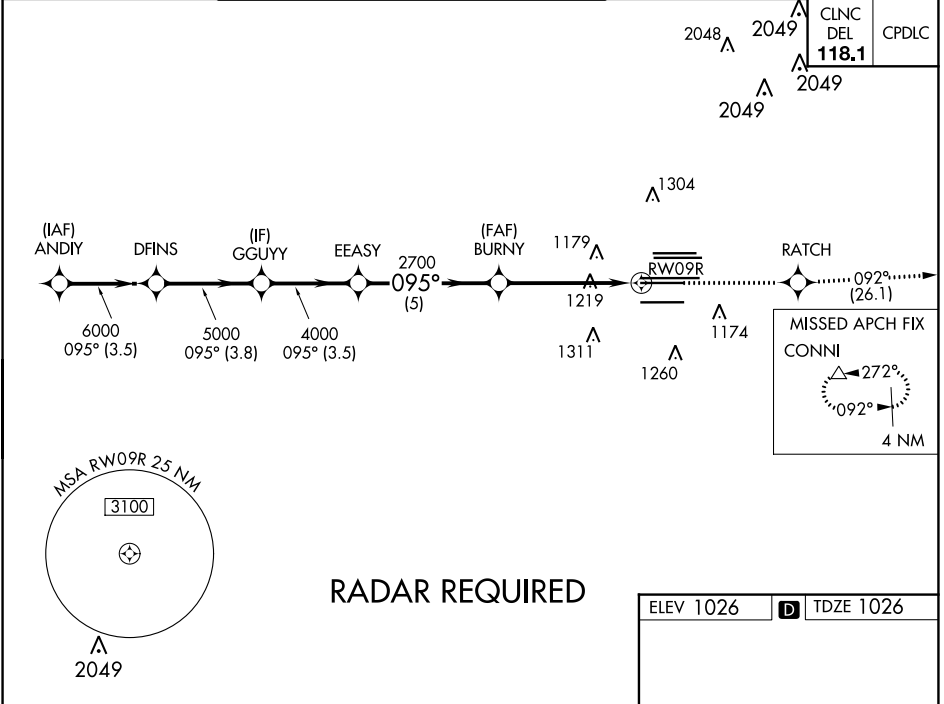 CLNC
DEL
118.1
CPDLC
2048
2049
2049
2049
1304
(IAF)
ANDIY
DFINS
(IF)
GGUYY
EEASY
2700
095°
(5)
(FAF)
BURNY
1179
1219
1311
RW09R
RATCH
092°
(26.1)
6000
095° (3.5)
5000
095° (3.8)
4000
095° (3.5)
1174
1260
MISSED APCH FIX
CONNI
272°
092°
4 NM
MSA RW09R 25 NM
3100
2049
RADAR REQUIRED
ELEV 1026
D
TDZE 1026